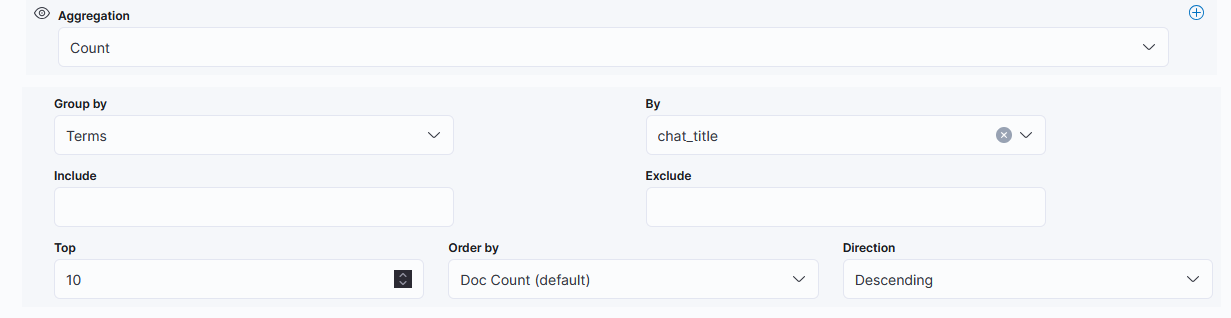 Aggregation
Count
Group by
By
Terms
chat_title
Include
Exclude
Top
Order by
Direction
10
Doc Count (default)
Descending